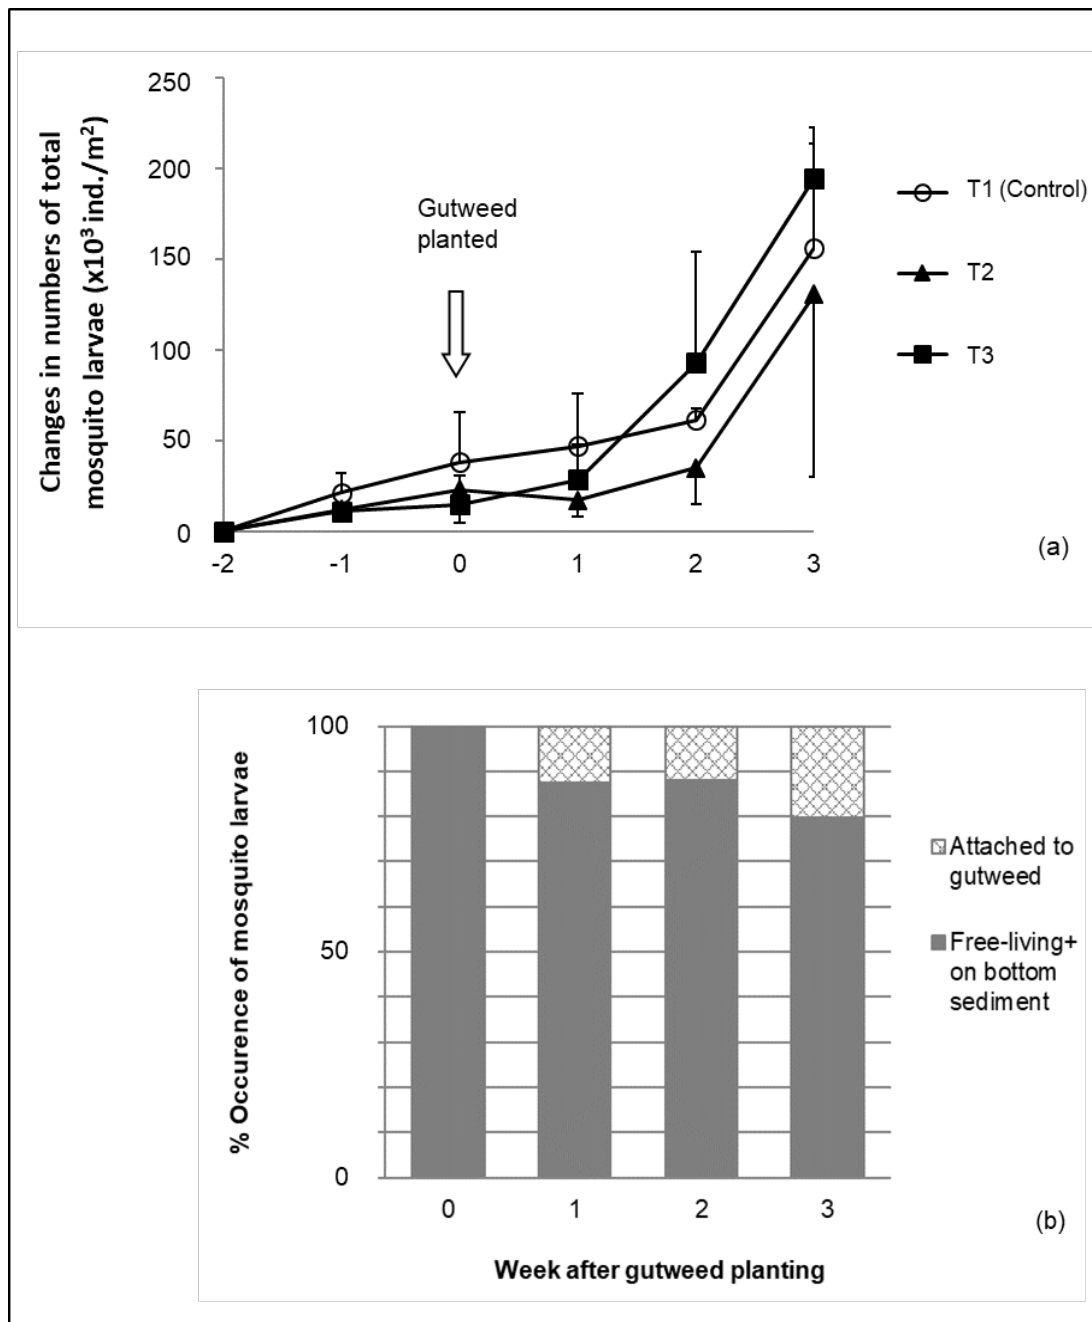 Changes in numbers of total
mosquito larvae (x10³ ind./m²)
250
200
150
100
50
0
Gutweed
planted
-2 -1 0 1 2 3
T1 (Control)
T2
T3
(a)
% Occurence of mosquito larvae
100
50
0
0 1 2 3
Attached to
gutweed
Free-living+
on bottom
sediment
(b)
Week after gutweed planting